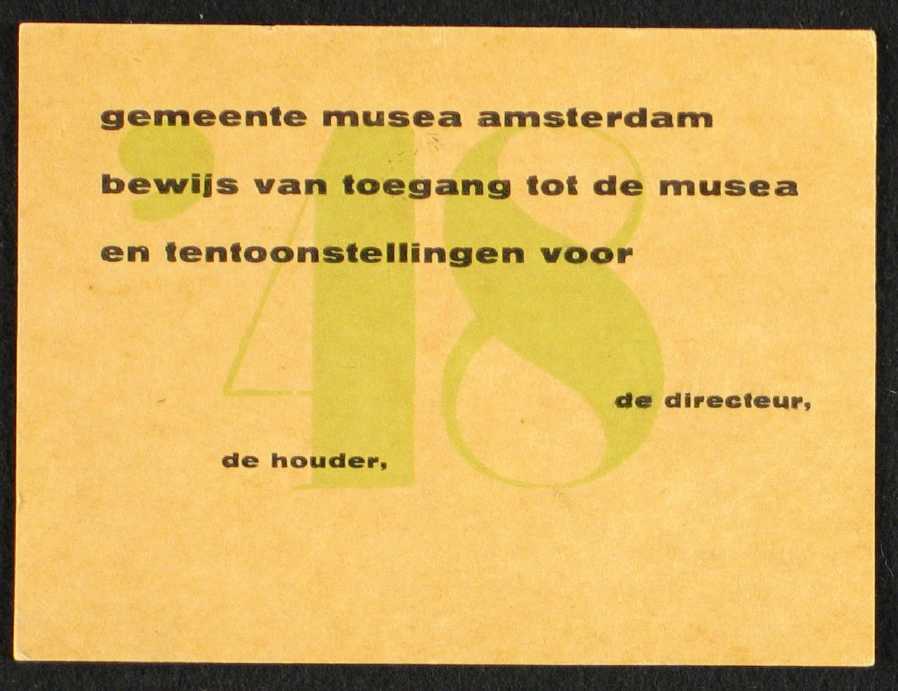 gemeente musea amsterdam
'48
bewijs van toegang tot de musea
en tentoonstellingen voor
de directeur,
de houder,